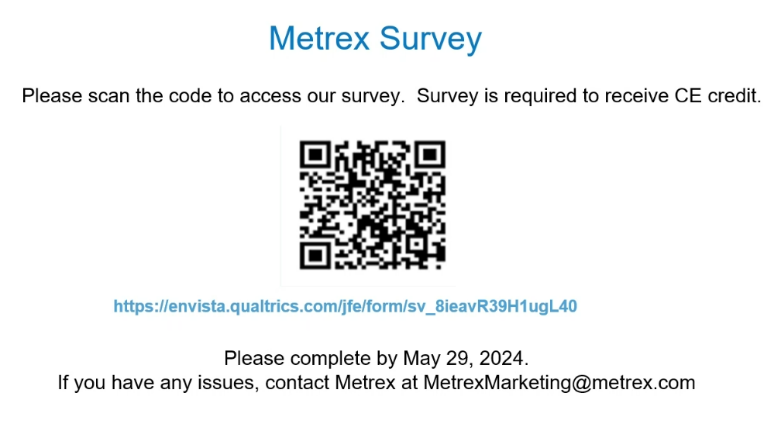 Metrex Survey
Please scan the code to access our survey.  Survey is required to receive CE credit.
https://envista.qualtrics.com/jfe/form/sv_8ieavR39H1ugL40
Please complete by May 29, 2024.
If you have any issues, contact Metrex at MetrexMarketing@metrex.com